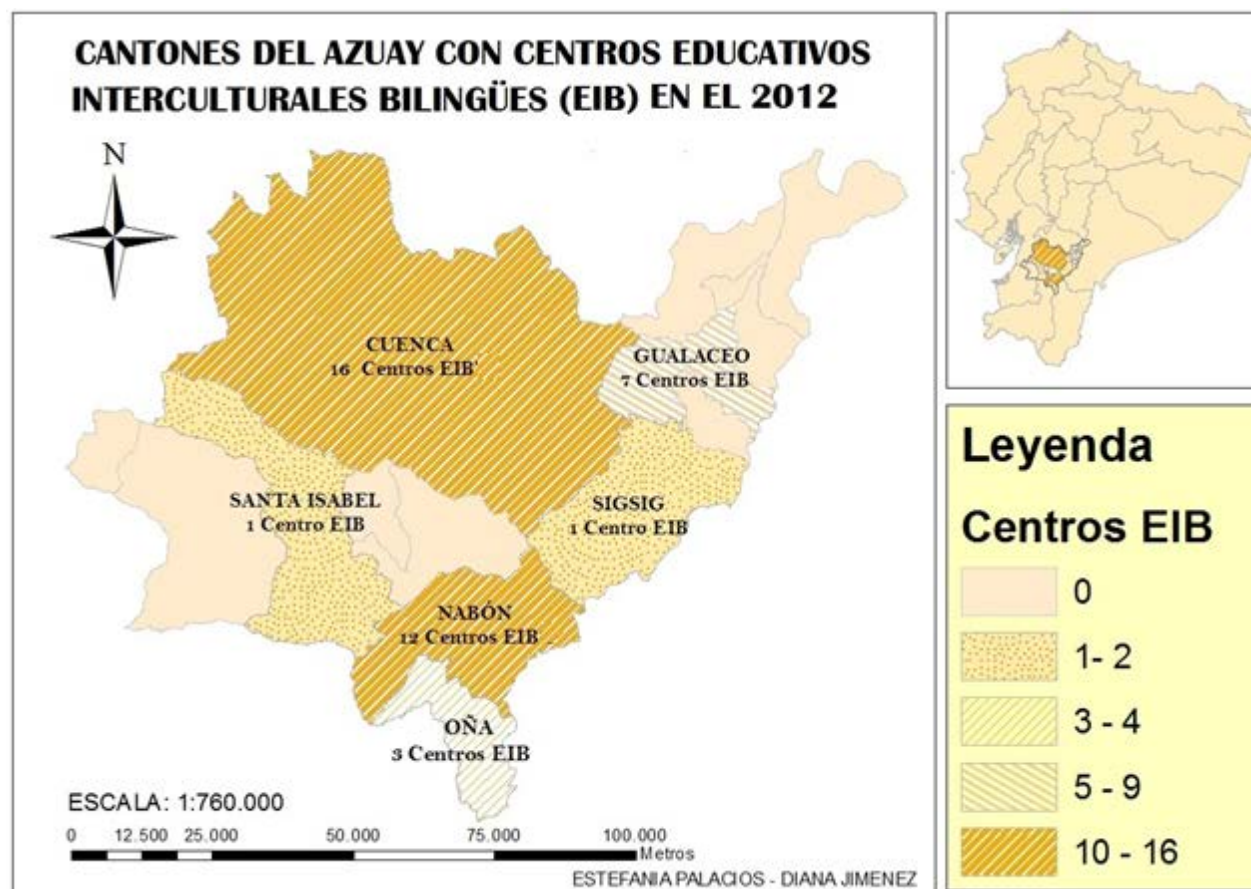 CANTONES DEL AZUAY CON CENTROS EDUCATIVOS
INTERCULTURALES BILINGÜES (EIB) EN EL 2012
N
CUENCA
16 Centros EIB'
GUALACEO
7 Centros EIB
SANTA ISABEL
1 Centro EIB
SIGSIG
1 Centro EIB
NABÓN
12 Centros EIB
OÑA
3 Centros EIB
ESCALA: 1:760.000
0 12.500 25.000 50.000 75.000 100.000
Metros
ESTEFANIA PALACIOS - DIANA JIMENEZ
Leyenda
Centros EIB
0
1- 2
3 - 4
5 - 9
10 - 16